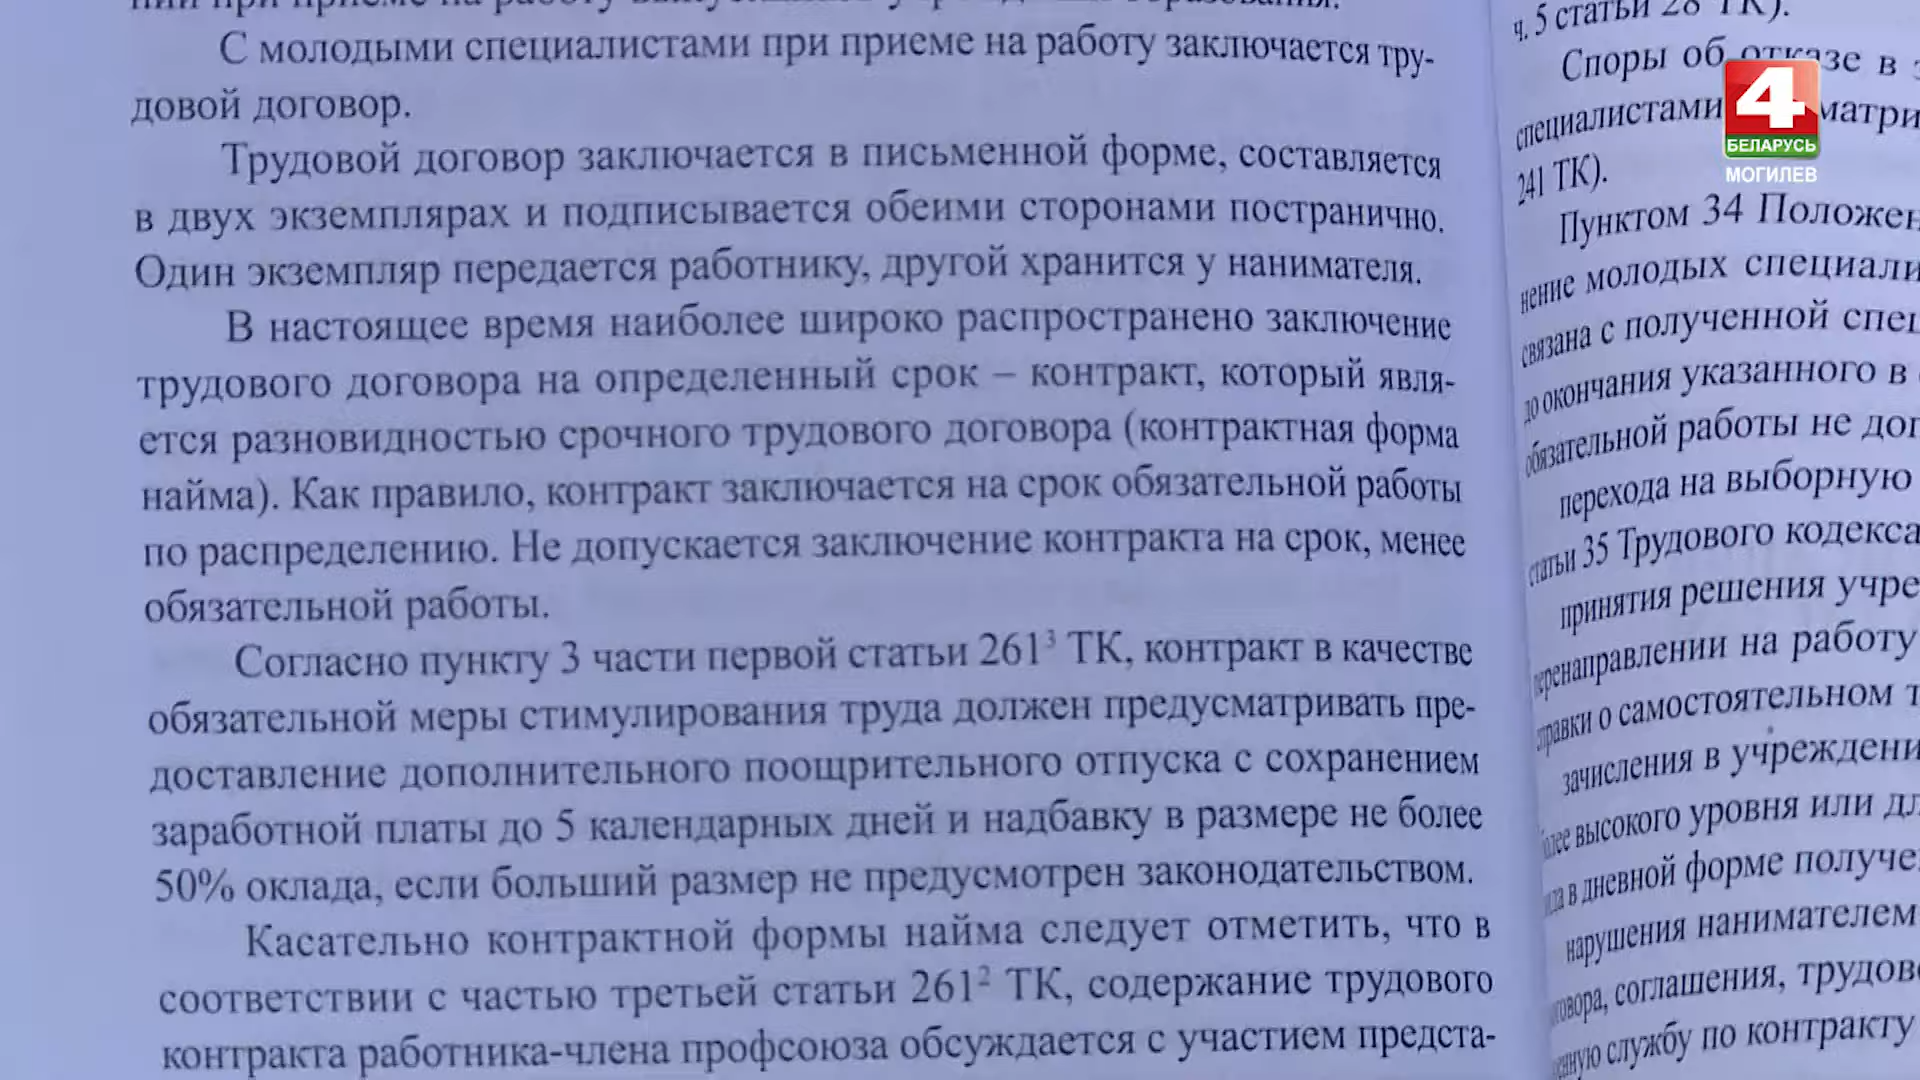 С молодыми специалистами при приеме на работу заключается тру-
довой договор.
Трудовой договор заключается в письменной форме, составляется
в двух экземплярах и подписывается обеими сторонами постранично.
Один экземпляр передается работнику, другой хранится у нанимателя.
В настоящее время наиболее широко распространено заключение
трудового договора на определенный срок – контракт, который явля-
ется разновидностью срочного трудового договора (контрактная форма
найма). Как правило, контракт заключается на срок обязательной работы
по распределению. Не допускается заключение контракта на срок, менее
обязательной работы.
Согласно пункту 3 части первой статьи 261³ ТК, контракт в качестве
обязательной меры стимулирования труда должен предусматривать пре-
доставление дополнительного поощрительного отпуска с сохранением
заработной платы до 5 календарных дней и надбавку в размере не более
50% оклада, если больший размер не предусмотрен законодательством.
Касательно контрактной формы найма следует отметить, что в
соответствии с частью третьей статьи 261² ТК, содержание трудового
контракта работника-члена профсоюза обсуждается с участием предста-
ч. 5 статьи 28 ТК).
Споры об отказе в
специалистами
241 ТК).
Пунктом 34 Положен
нение молодых специали
связана с полученной спец
до окончания указанного в
обязательной работы не доп
перехода на выборную
статьи 35 Трудового кодекса
принятия решения учре
перенаправлении на работу
справки о самостоятельном т
зачисления в учреждени
более высокого уровня или дл
в дневной форме получе
нарушения нанимателем
договора, соглашения, трудово
службу по контракту
4
БЕЛАРУСЬ
МОГИЛЕВ